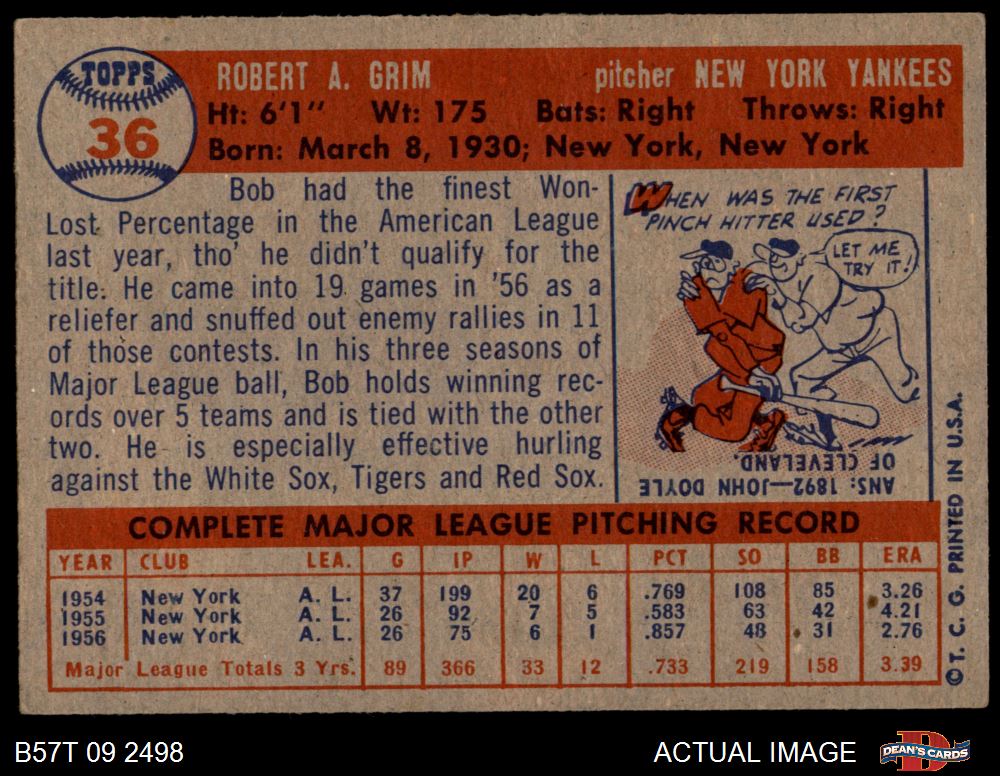 TOPPS
36
ROBERT A. GRIM pitcher NEW YORK YANKEES
Ht: 6'1" Wt: 175 Bats: Right Throws: Right
Born: March 8, 1930; New York, New York
Bob had the finest Won-
Lost Percentage in the American League
last year, tho' he didn't qualify for the
title. He came into 19 games in '56 as a
reliefer and snuffed out enemy rallies in 11
of those contests. In his three seasons of
Major League ball, Bob holds winning rec-
ords over 5 teams and is tied with the other
two. He is especially effective hurling
against the White Sox, Tigers and Red Sox.
WHEN WAS THE FIRST
PINCH HITTER USED?
LET ME
TRY IT!
ANS: 1892—JOHN DOYLE
OF CLEVELAND.
COMPLETE MAJOR LEAGUE PITCHING RECORD
YEAR CLUB LEA. G IP W L PCT SO BB ERA
1954 New York A. L. 37 199 20 6 .769 108 85 3.26
1955 New York A. L. 26 92 7 5 .583 63 42 4.21
1956 New York A. L. 26 75 6 1 .857 48 31 2.76
Major League Totals 3 Yrs. 89 366 33 12 .733 219 158 3.39
© T. C. G. PRINTED IN U.S.A.
B57T 09 2498 ACTUAL IMAGE
DEAN'S CARDS